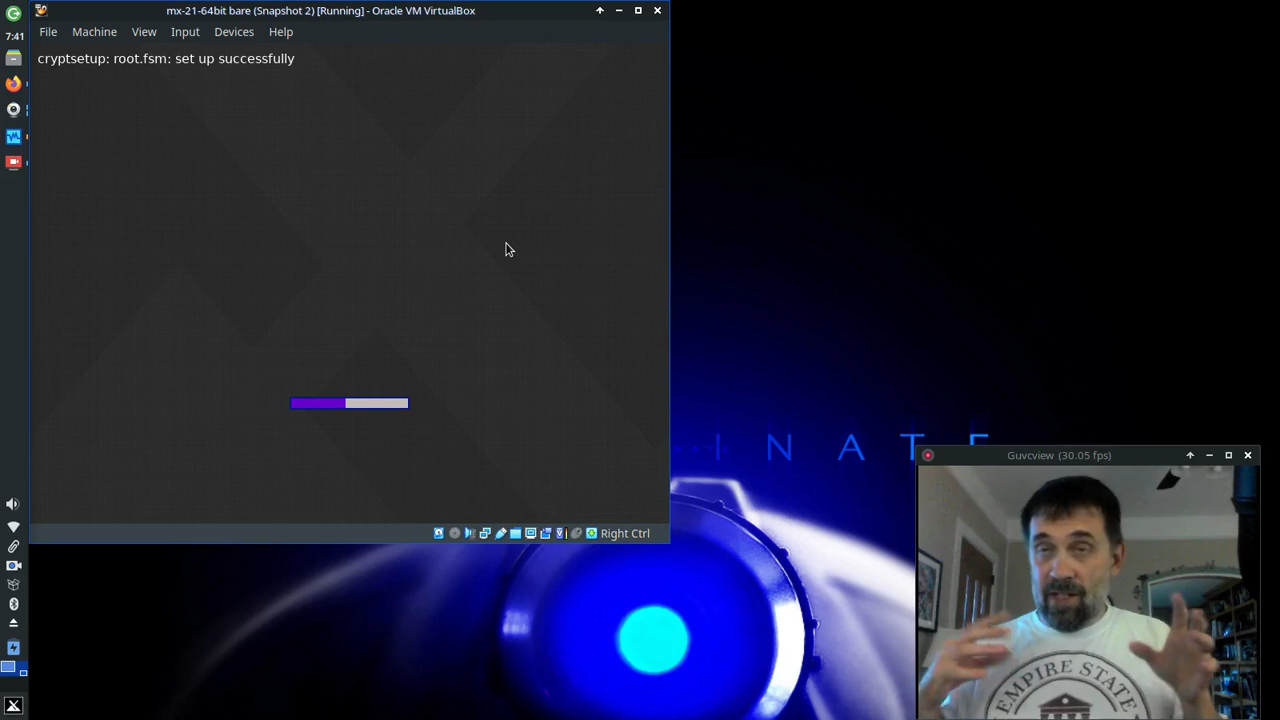 mx-21-64bit bare (Snapshot 2) [Running] - Oracle VM VirtualBox
7:41
File Machine View Input Devices Help
cryptsetup: root.fsm: set up successfully
I N A T E
Guvcview (30.05 fps)
Right Ctrl
EMPIRE STATE